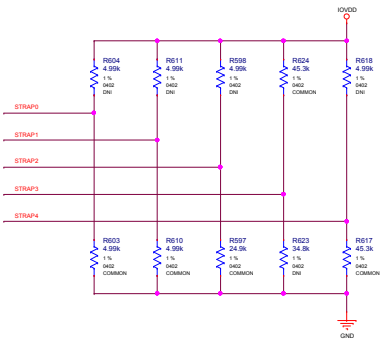 IOVDD
R604
4.99k
1 %
0402
DNI
R611
4.99k
1 %
0402
DNI
R598
4.99k
1 %
0402
DNI
R624
45.3k
1 %
0402
COMMON
R618
4.99k
1 %
0402
DNI
STRAP0
STRAP1
STRAP2
STRAP3
STRAP4
R603
4.99k
1 %
0402
COMMON
R610
4.99k
1 %
0402
COMMON
R597
24.9k
1 %
0402
COMMON
R623
34.8k
1 %
0402
DNI
R617
45.3k
1 %
0402
COMMON
GND